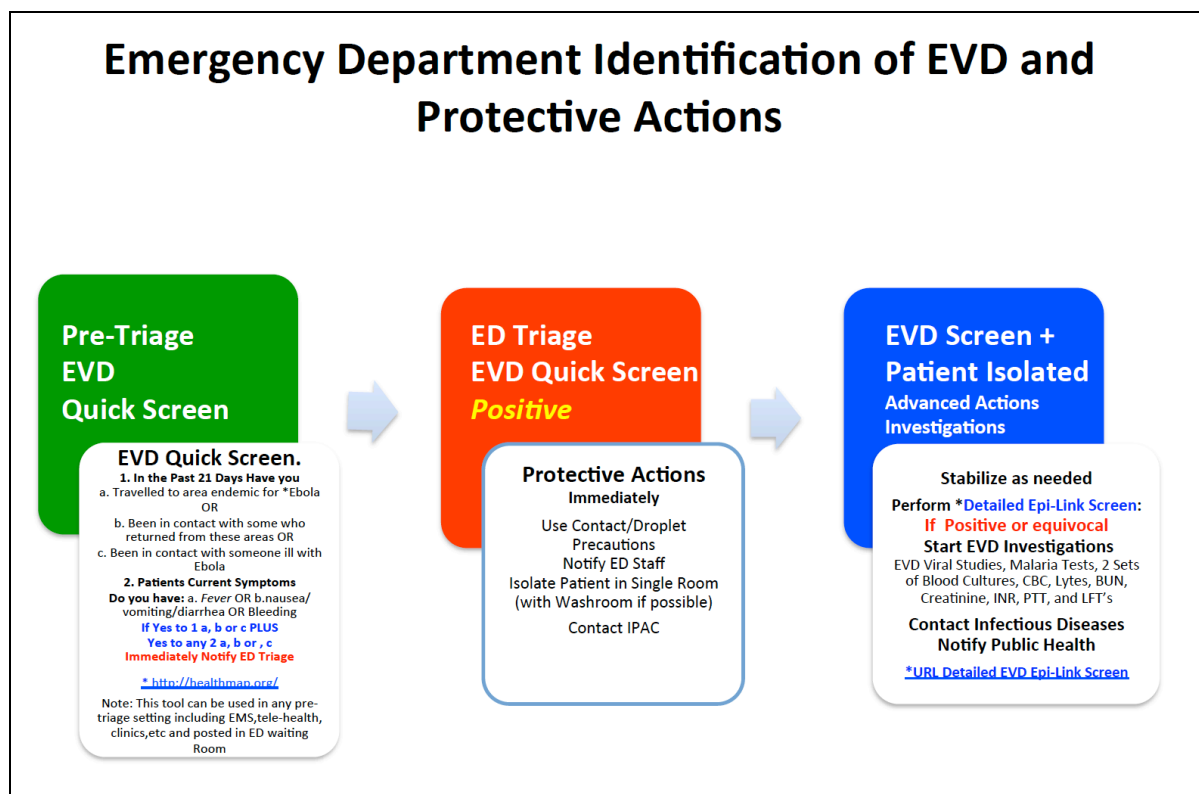 Emergency Department Identification of EVD and
Protective Actions
Pre-Triage
EVD
Quick Screen
EVD Quick Screen.
1. In the Past 21 Days Have you
a. Travelled to area endemic for *Ebola
OR
b. Been in contact with some who
returned from these areas OR
c. Been in contact with someone ill with
Ebola
2. Patients Current Symptoms
Do you have: a. Fever OR b.nausea/
vomiting/diarrhea OR Bleeding
If Yes to 1 a, b or c PLUS
Yes to any 2 a, b or , c
Immediately Notify ED Triage
* http://healthmap.org/
Note: This tool can be used in any pre-
triage setting including EMS,tele-health,
clinics,etc and posted in ED waiting
Room
ED Triage
EVD Quick Screen
Positive
Protective Actions
Immediately
Use Contact/Droplet
Precautions
Notify ED Staff
Isolate Patient in Single Room
(with Washroom if possible)
Contact IPAC
EVD Screen +
Patient Isolated
Advanced Actions
Investigations
Stabilize as needed
Perform *Detailed Epi-Link Screen:
If Positive or equivocal
Start EVD Investigations
EVD Viral Studies, Malaria Tests, 2 Sets
of Blood Cultures, CBC, Lytes, BUN,
Creatinine, INR, PTT, and LFT's
Contact Infectious Diseases
Notify Public Health
*URL Detailed EVD Epi-Link Screen